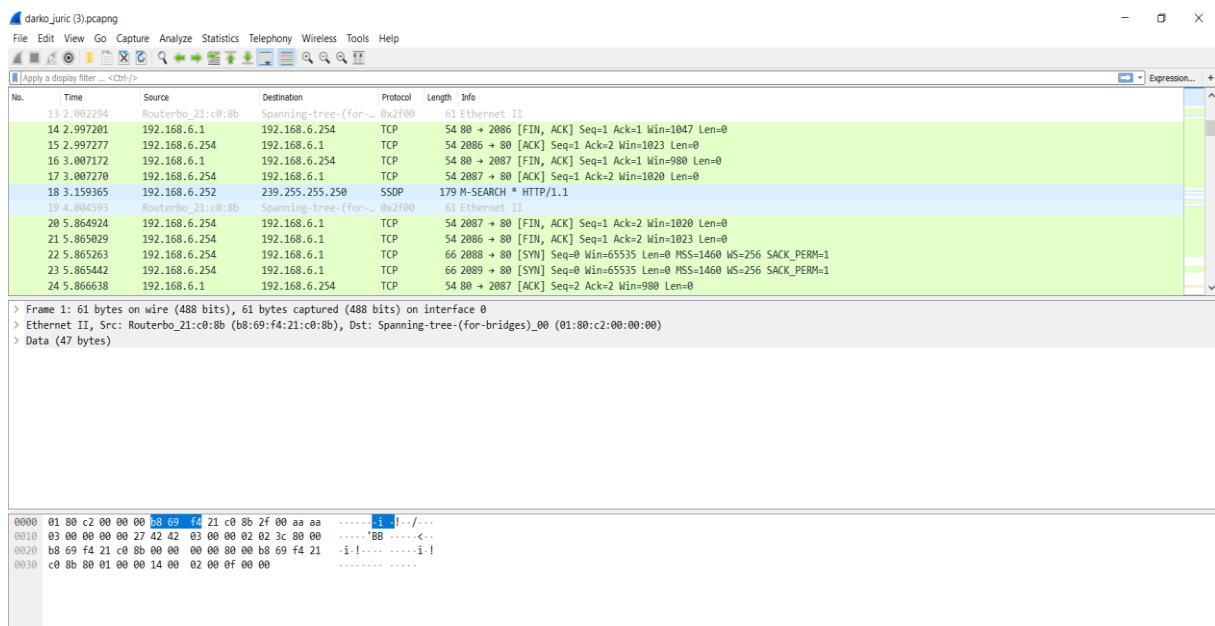 darko_juric (3).pcapng
File Edit View Go Capture Analyze Statistics Telephony Wireless Tools Help
Apply a display filter ... <Ctrl-/> Expression... +
No. Time Source Destination Protocol Length Info
13 2.002294 Routerbo_21:c0:8b Spanning-tree-(for-… 0x2f00 61 Ethernet II
14 2.997201 192.168.6.1 192.168.6.254 TCP 54 80 → 2086 [FIN, ACK] Seq=1 Ack=1 Win=1047 Len=0
15 2.997277 192.168.6.254 192.168.6.1 TCP 54 2086 → 80 [ACK] Seq=1 Ack=2 Win=1023 Len=0
16 3.007172 192.168.6.1 192.168.6.254 TCP 54 80 → 2087 [FIN, ACK] Seq=1 Ack=1 Win=980 Len=0
17 3.007270 192.168.6.254 192.168.6.1 TCP 54 2087 → 80 [ACK] Seq=1 Ack=2 Win=1020 Len=0
18 3.159365 192.168.6.252 239.255.255.250 SSDP 179 M-SEARCH * HTTP/1.1
19 4.004593 Routerbo_21:c0:8b Spanning-tree-(for-… 0x2f00 61 Ethernet II
20 5.864924 192.168.6.254 192.168.6.1 TCP 54 2087 → 80 [FIN, ACK] Seq=1 Ack=2 Win=1020 Len=0
21 5.865029 192.168.6.254 192.168.6.1 TCP 54 2086 → 80 [FIN, ACK] Seq=1 Ack=2 Win=1023 Len=0
22 5.865263 192.168.6.254 192.168.6.1 TCP 66 2088 → 80 [SYN] Seq=0 Win=65535 Len=0 MSS=1460 WS=256 SACK_PERM=1
23 5.865442 192.168.6.254 192.168.6.1 TCP 66 2089 → 80 [SYN] Seq=0 Win=65535 Len=0 MSS=1460 WS=256 SACK_PERM=1
24 5.866638 192.168.6.1 192.168.6.254 TCP 54 80 → 2087 [ACK] Seq=2 Ack=2 Win=980 Len=0
> Frame 1: 61 bytes on wire (488 bits), 61 bytes captured (488 bits) on interface 0
> Ethernet II, Src: Routerbo_21:c0:8b (b8:69:f4:21:c0:8b), Dst: Spanning-tree-(for-bridges)_00 (01:80:c2:00:00:00)
> Data (47 bytes)
0000 01 80 c2 00 00 00 b8 69 f4 21 c0 8b 2f 00 aa aa ·······i ·!··/···
0010 03 00 00 00 00 27 42 42 03 00 00 02 02 3c 80 00 ·····'BB ·····<··
0020 b8 69 f4 21 c0 8b 00 00 00 00 80 00 b8 69 f4 21 ·i·!···· ·····i·!
0030 c0 8b 80 01 00 00 14 00 02 00 0f 00 00 ········ ·····